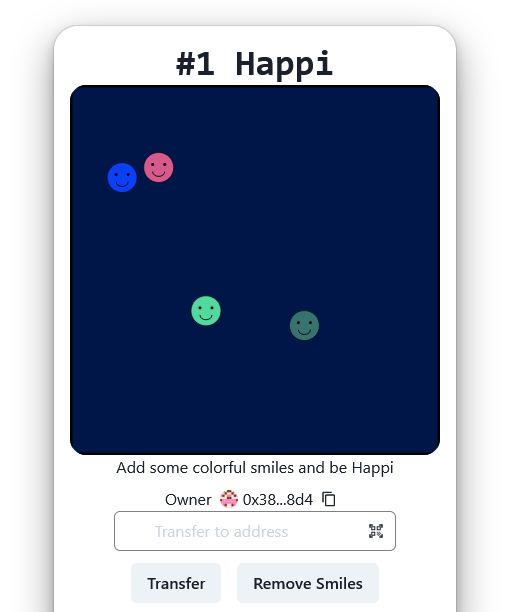 #1 Happi
Add some colorful smiles and be Happi
Owner 0x38...8d4
Transfer to address
Transfer Remove Smiles